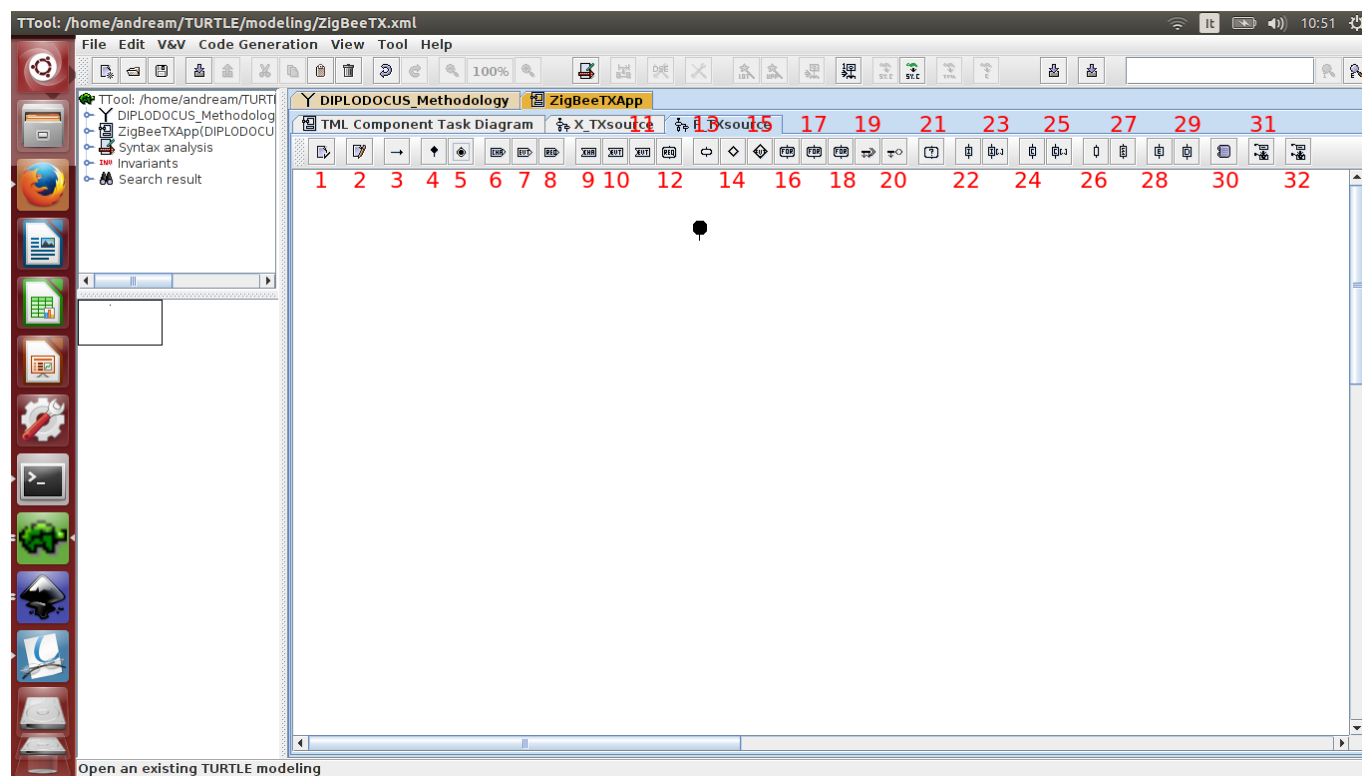 TTool: /home/andream/TURTLE/modeling/ZigBeeTX.xml
It
10:51
File Edit V&V Code Generation View Tool Help
100%
TTool: /home/andream/TURTL
DIPLODOCUS_Methodolog
ZigBeeTXApp(DIPLODOCU
Syntax analysis
INV Invariants
Search result
DIPLODOCUS_Methodology ZigBeeTXApp
TML Component Task Diagram X_TXsource F_TXsource
11 13 15 17 19 21 23 25 27 29 31
1 2 3 4 5 6 7 8 9 10 12 14 16 18 20 22 24 26 28 30 32
Open an existing TURTLE modeling